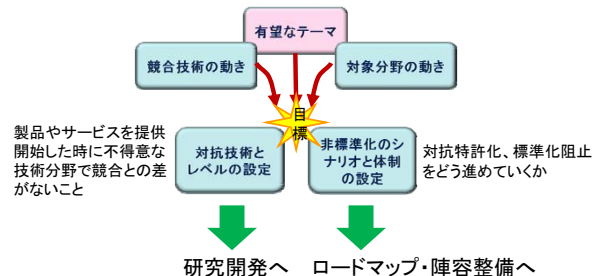 有望なテーマ
競合技術の動き
対象分野の動き
目
標
製品やサービスを提供
開始した時に不得意な
技術分野で競合との差
がないこと
対抗技術と
レベルの設定
非標準化のシ
ナリオと体制
の設定
対抗特許化、標準化阻止
をどう進めていくか
研究開発へ
ロードマップ・陣容整備へ